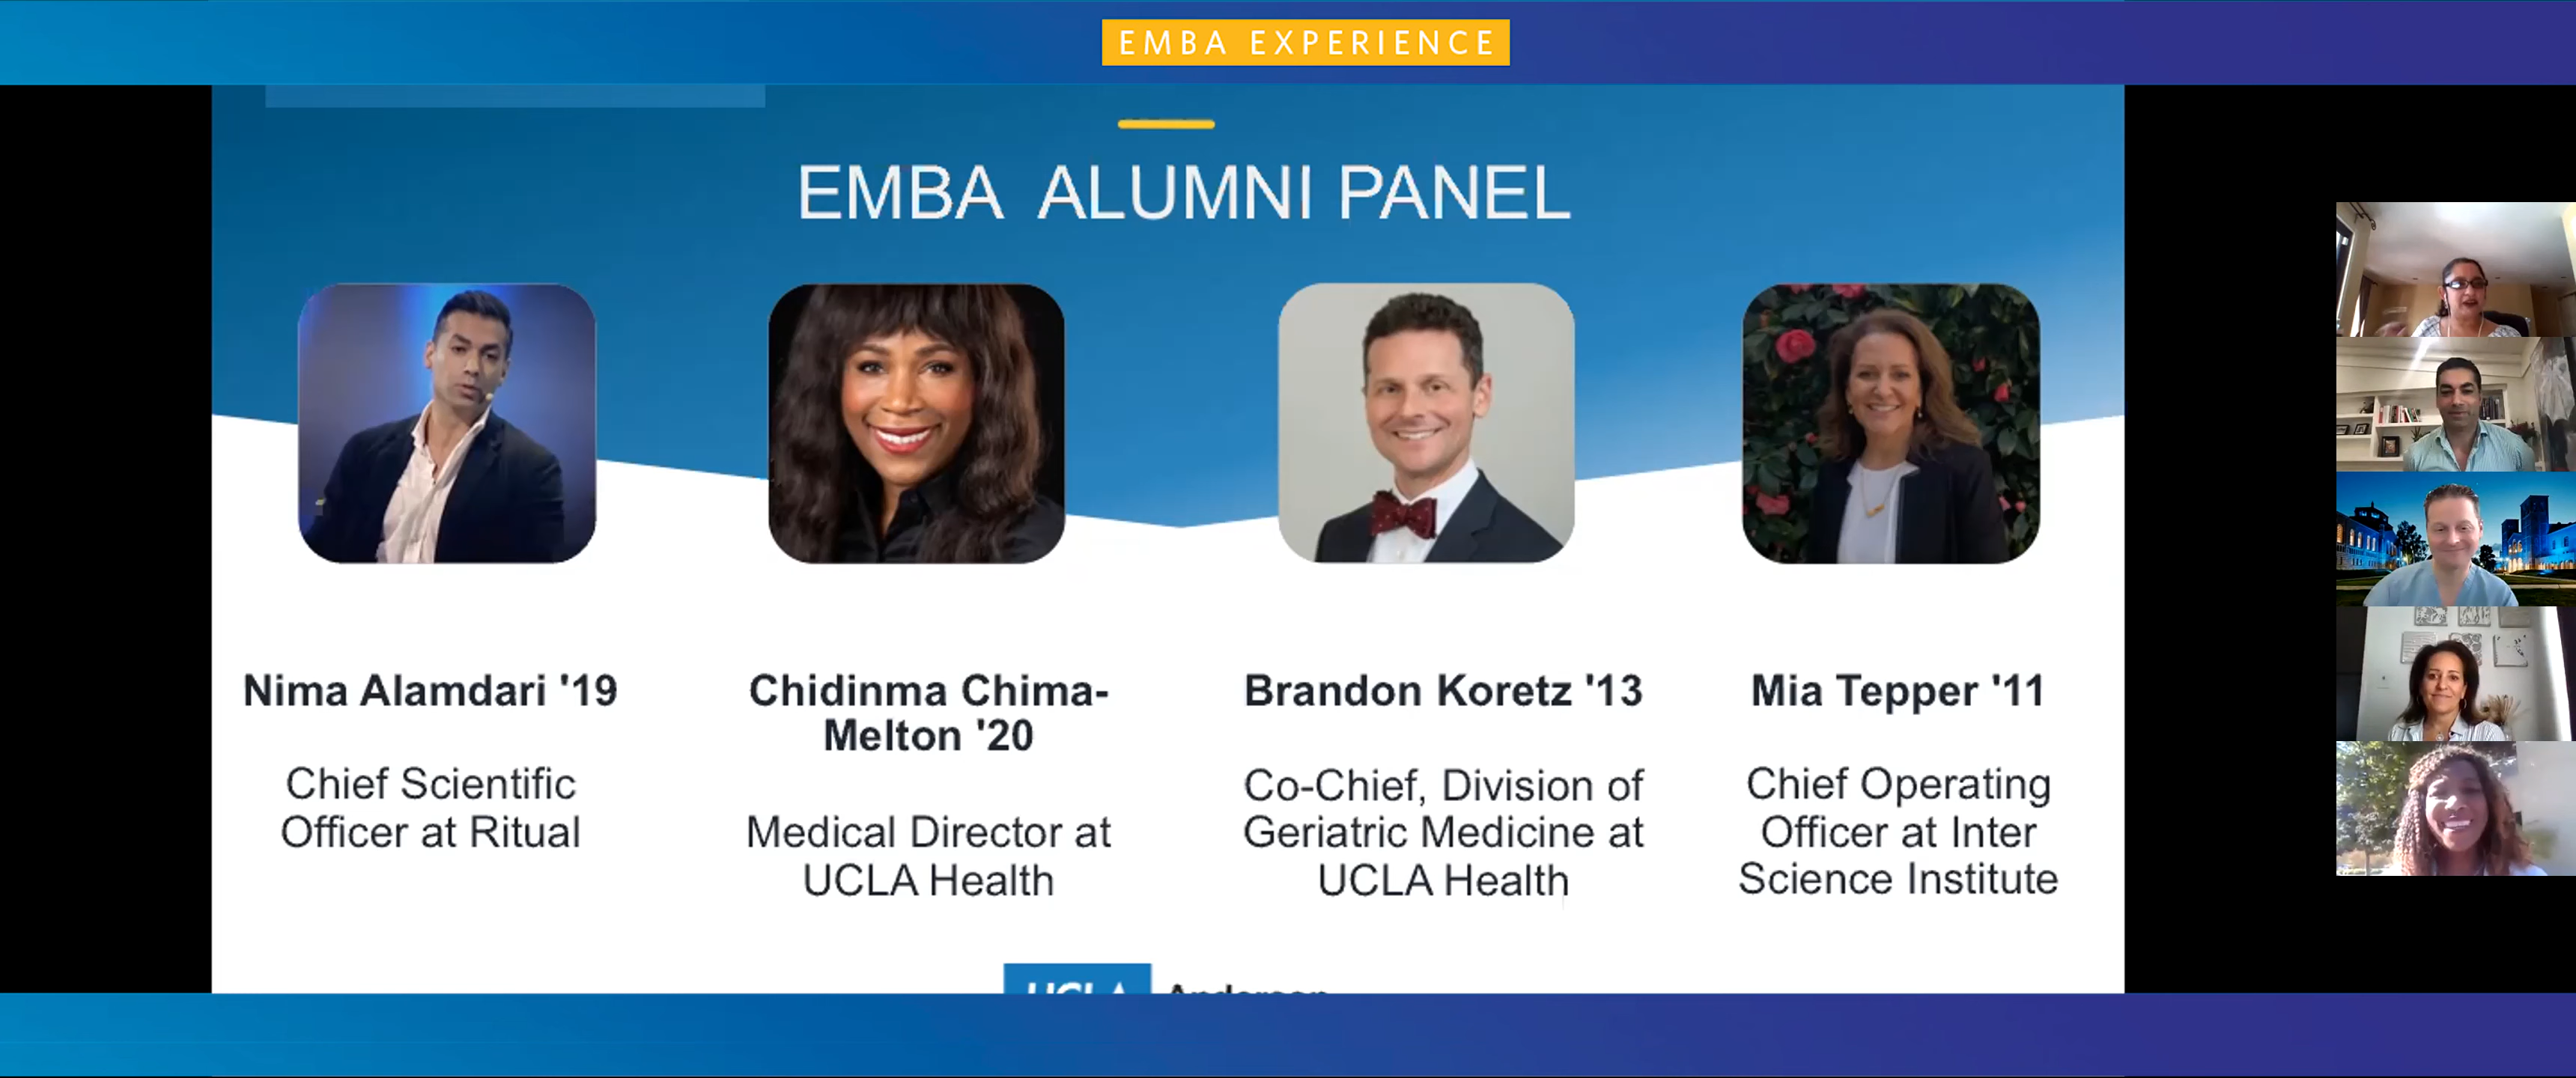 EMBA EXPERIENCE
EMBA ALUMNI PANEL
Nima Alamdari '19
Chief Scientific
Officer at Ritual
Chidinma Chima-
Melton '20
Medical Director at
UCLA Health
Brandon Koretz '13
Co-Chief, Division of
Geriatric Medicine at
UCLA Health
Mia Tepper '11
Chief Operating
Officer at Inter
Science Institute
UCLA Anderson